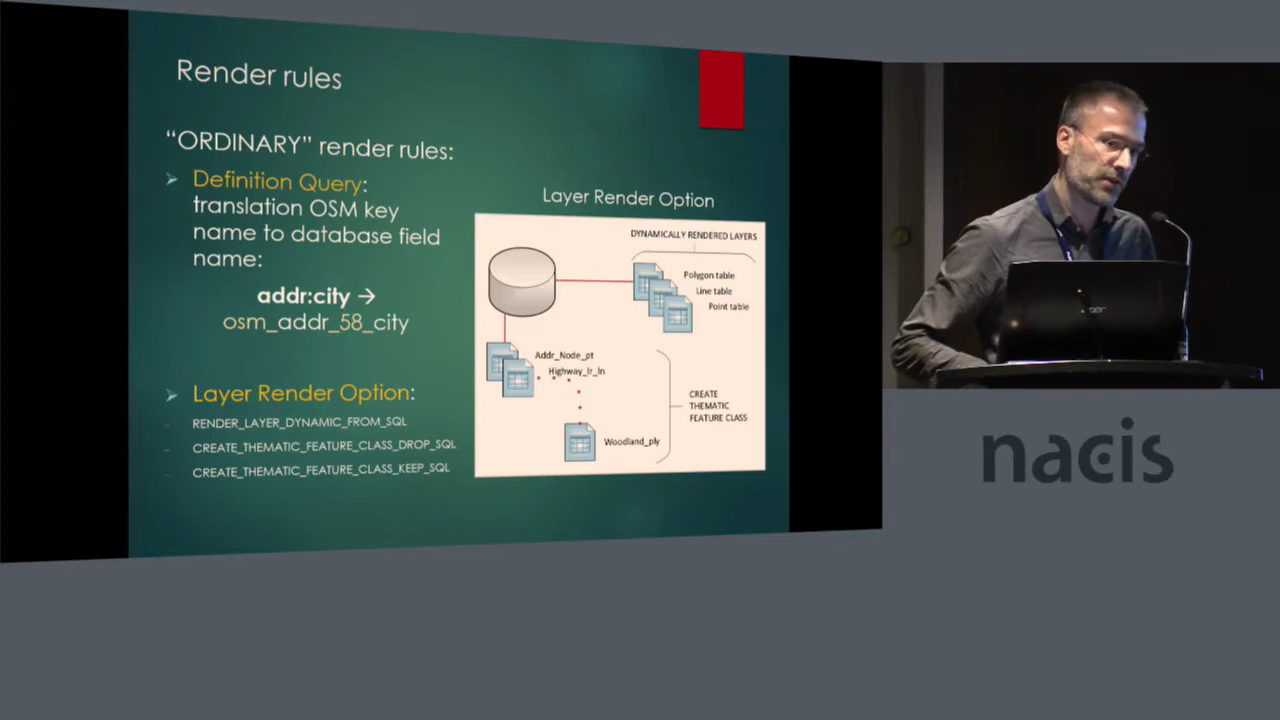 Render rules
“ORDINARY” render rules:
Definition Query:
translation OSM key
name to database field
name:
addr:city →
osm_addr_58_city
Layer Render Option:
RENDER_LAYER_DYNAMIC_FROM_SQL
CREATE_THEMATIC_FEATURE_CLASS_DROP_SQL
CREATE_THEMATIC_FEATURE_CLASS_KEEP_SQL
Layer Render Option
DYNAMICALLY RENDERED LAYERS
Polygon table
Line table
Point table
Addr_Node_pt
Highway_lr_ln
CREATE
THEMATIC
FEATURE CLASS
Woodland_ply
acer
nacis